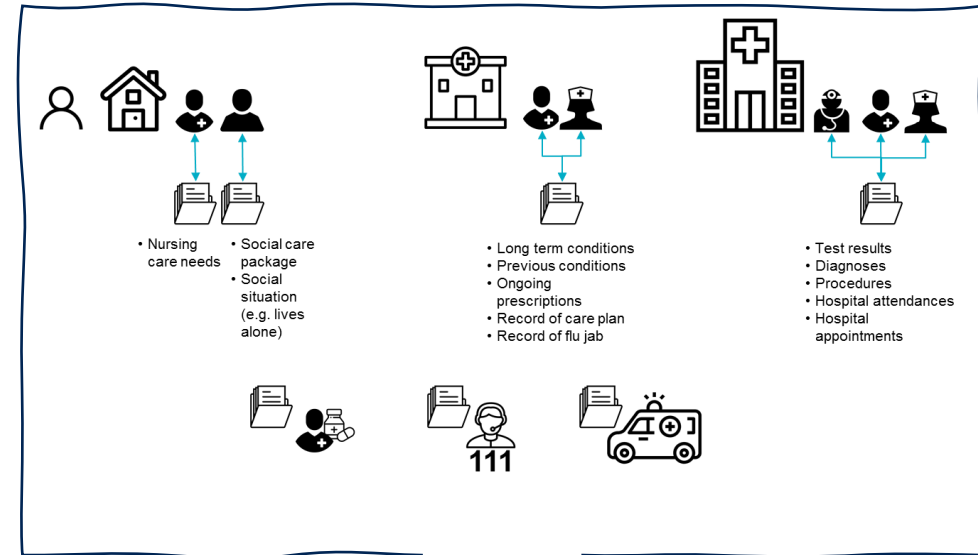 • Nursing
care needs
• Social care
package
• Social
situation
(e.g. lives
alone)
• Long term conditions
• Previous conditions
• Ongoing
prescriptions
• Record of care plan
• Record of flu jab
• Test results
• Diagnoses
• Procedures
• Hospital attendances
• Hospital
appointments
111